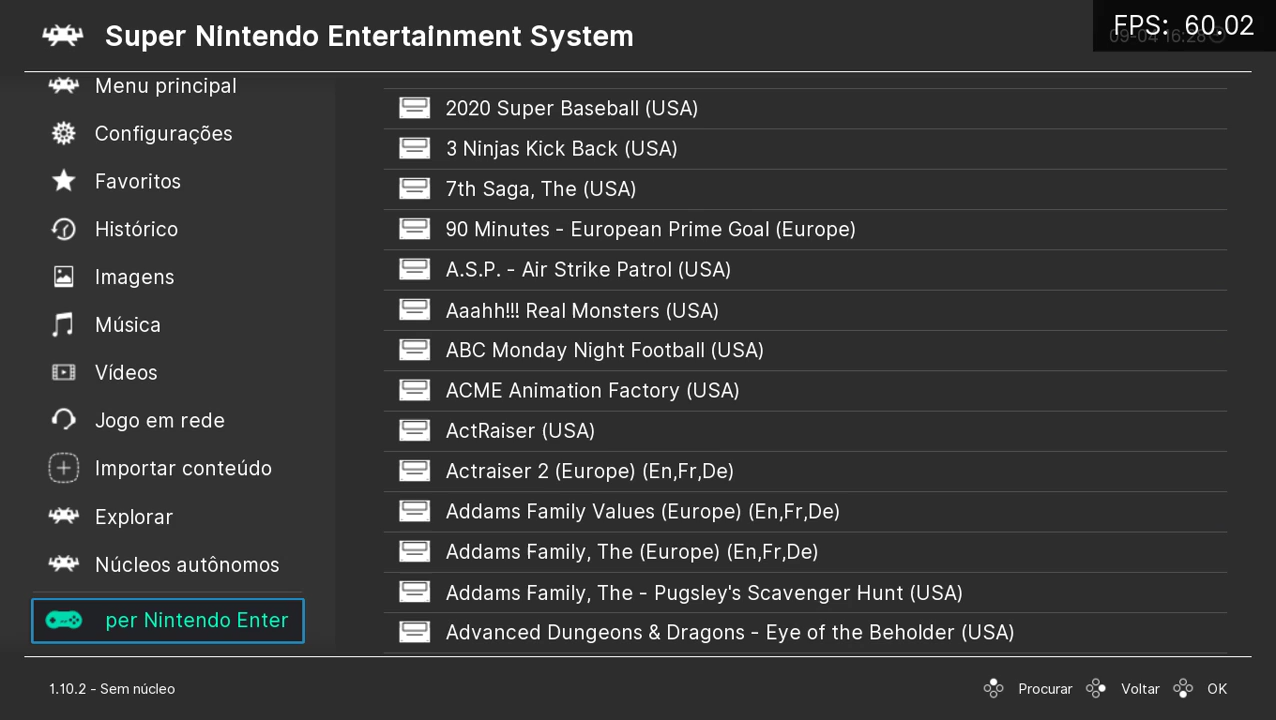 Super Nintendo Entertainment System
FPS: 60.02
09-04 16:28
Menu principal
Configurações
Favoritos
Histórico
Imagens
Música
Vídeos
Jogo em rede
Importar conteúdo
Explorar
Núcleos autônomos
per Nintendo Enter
2020 Super Baseball (USA)
3 Ninjas Kick Back (USA)
7th Saga, The (USA)
90 Minutes - European Prime Goal (Europe)
A.S.P. - Air Strike Patrol (USA)
Aaahh!!! Real Monsters (USA)
ABC Monday Night Football (USA)
ACME Animation Factory (USA)
ActRaiser (USA)
Actraiser 2 (Europe) (En,Fr,De)
Addams Family Values (Europe) (En,Fr,De)
Addams Family, The (Europe) (En,Fr,De)
Addams Family, The - Pugsley's Scavenger Hunt (USA)
Advanced Dungeons & Dragons - Eye of the Beholder (USA)
1.10.2 - Sem núcleo
Procurar
Voltar
OK